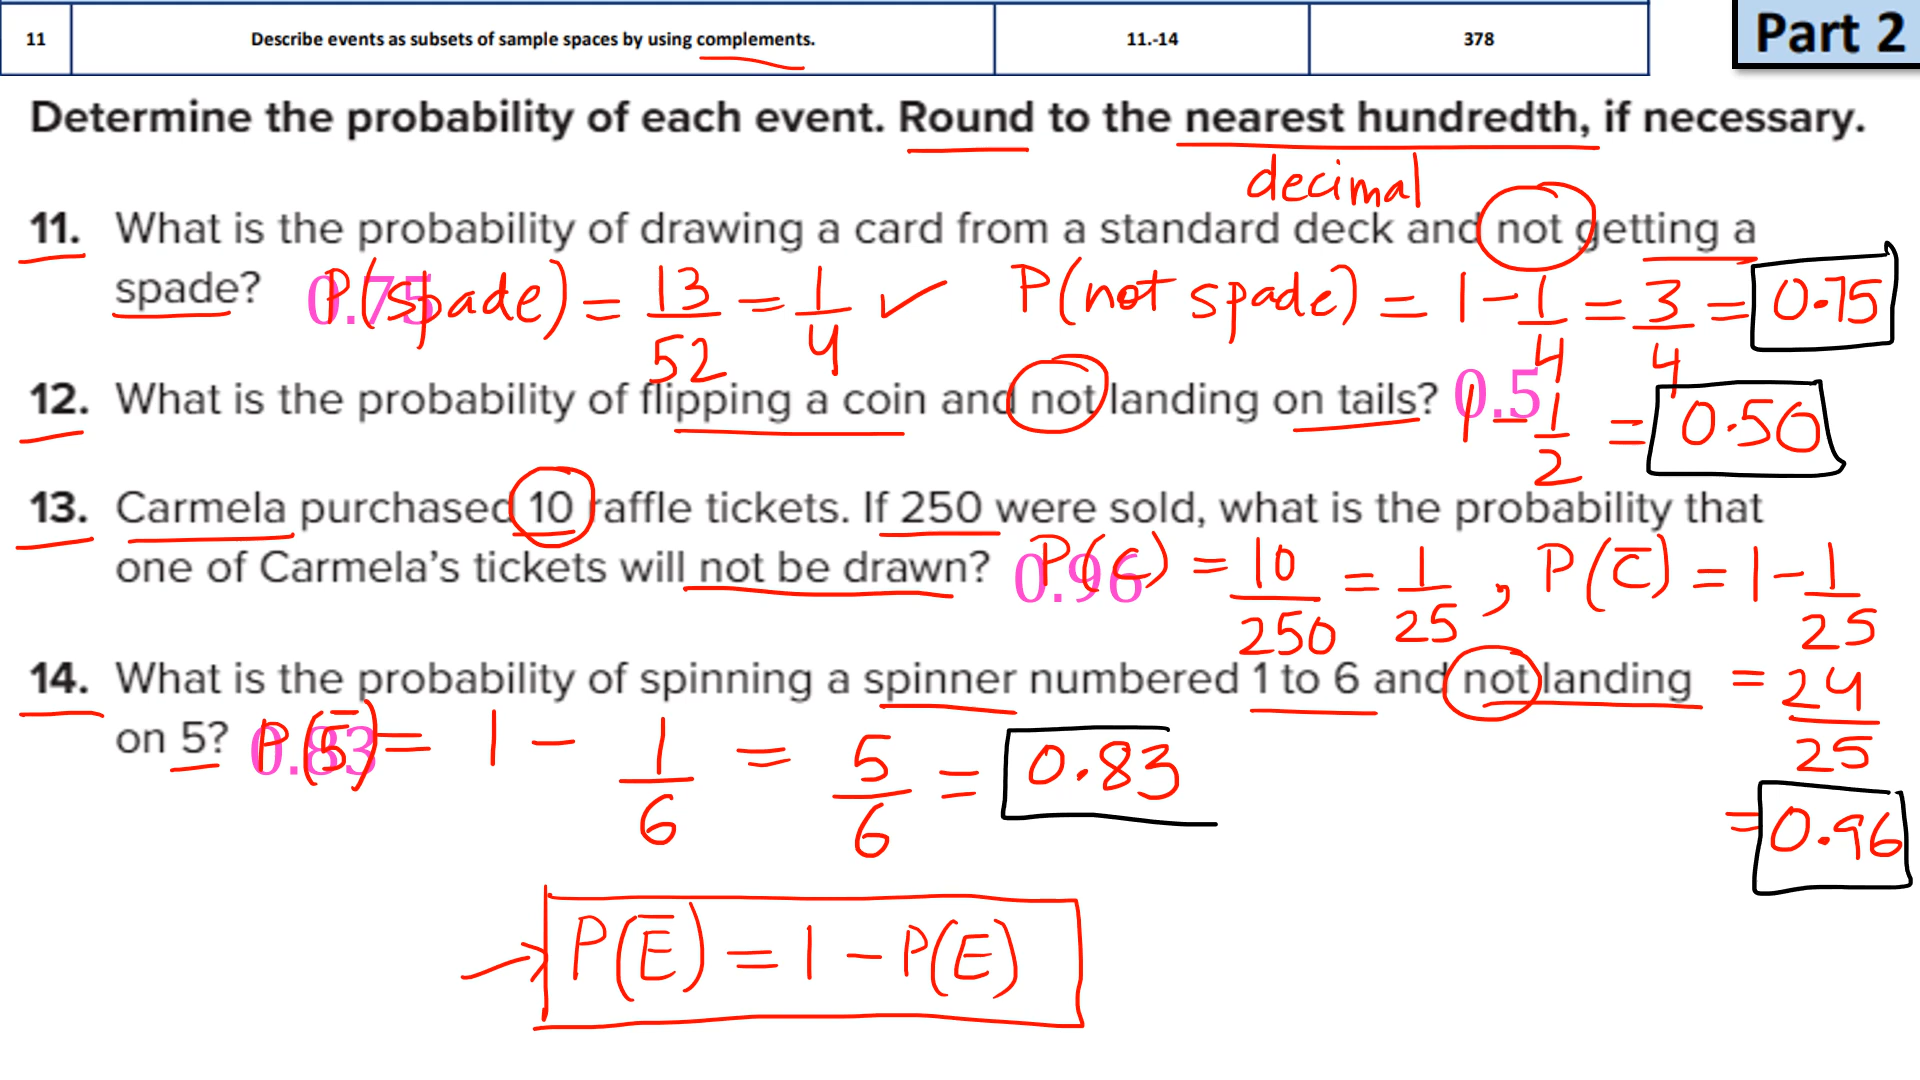 11 Describe events as subsets of sample spaces by using complements. 11.-14 378
Part 2
Determine the probability of each event. Round to the nearest hundredth, if necessary.
decimal
11. What is the probability of drawing a card from a standard deck and not getting a
spade? 0.75 P(spade) = 13/52 = 1/4 ✓ P(not spade) = 1 - 1/4 = 3/4 = 0.75
12. What is the probability of flipping a coin and not landing on tails? 0.5 1 - 1/2 = 0.50
13. Carmela purchased 10 raffle tickets. If 250 were sold, what is the probability that
one of Carmela's tickets will not be drawn? 0.96 P(C) = 10/250 = 1/25 , P(C̅) = 1 - 1/25
= 24/25
= 0.96
14. What is the probability of spinning a spinner numbered 1 to 6 and not landing
on 5? 0.83 P(5̅) = 1 - 1/6 = 5/6 = 0.83
P(E̅) = 1 - P(E)